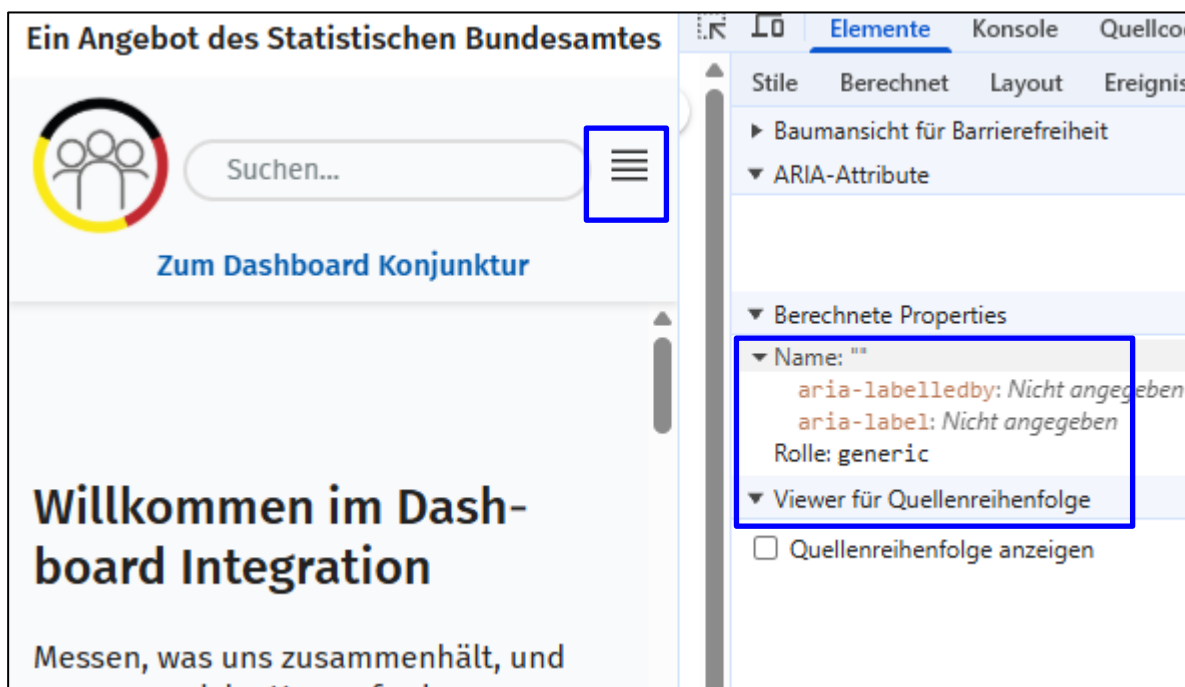 Ein Angebot des Statistischen Bundesamtes
Suchen...
Zum Dashboard Konjunktur
Willkommen im Dash-
board Integration
Messen, was uns zusammenhält, und
Elemente Konsole
Stile Berechnet Layout
Baumansicht für Barrierefreiheit
ARIA-Attribute
Berechnete Properties
Name: ""
aria-labelledby: Nicht angegeben
aria-label: Nicht angegeben
Rolle: generic
Viewer für Quellenreihenfolge
Quellenreihenfolge anzeigen